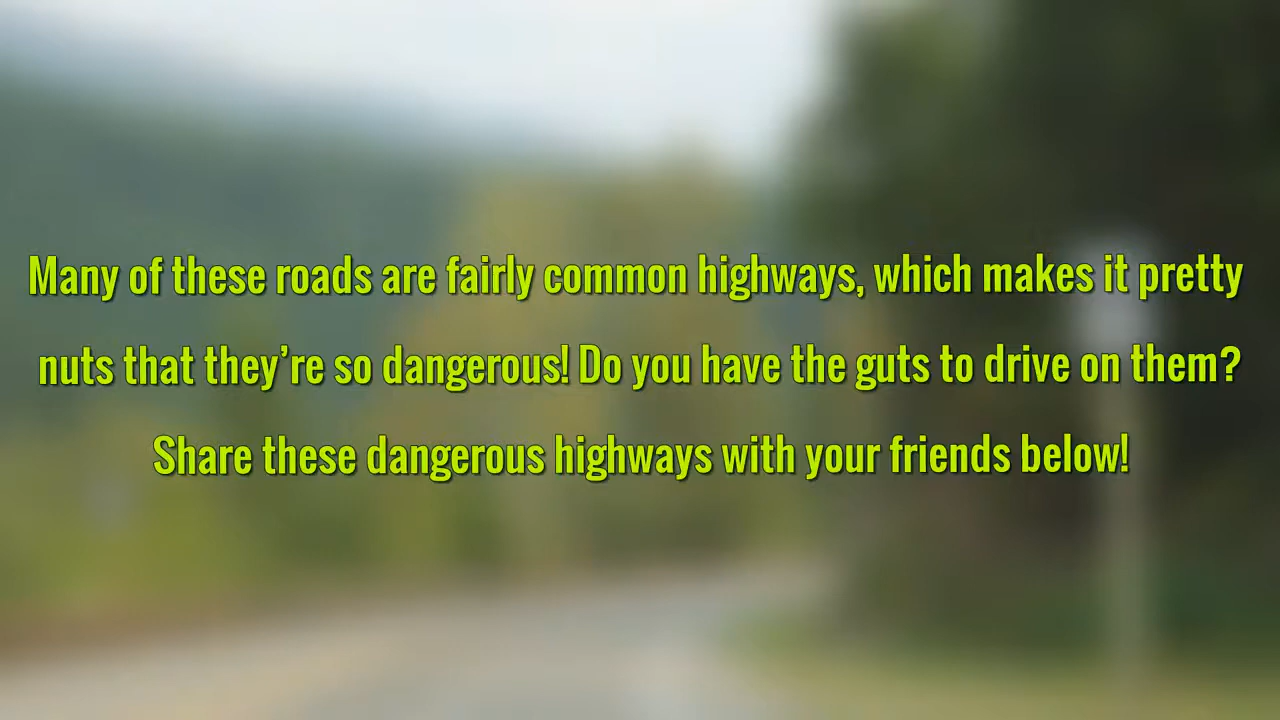 Many of these roads are fairly common highways, which makes it pretty
nuts that they’re so dangerous! Do you have the guts to drive on them?
Share these dangerous highways with your friends below!